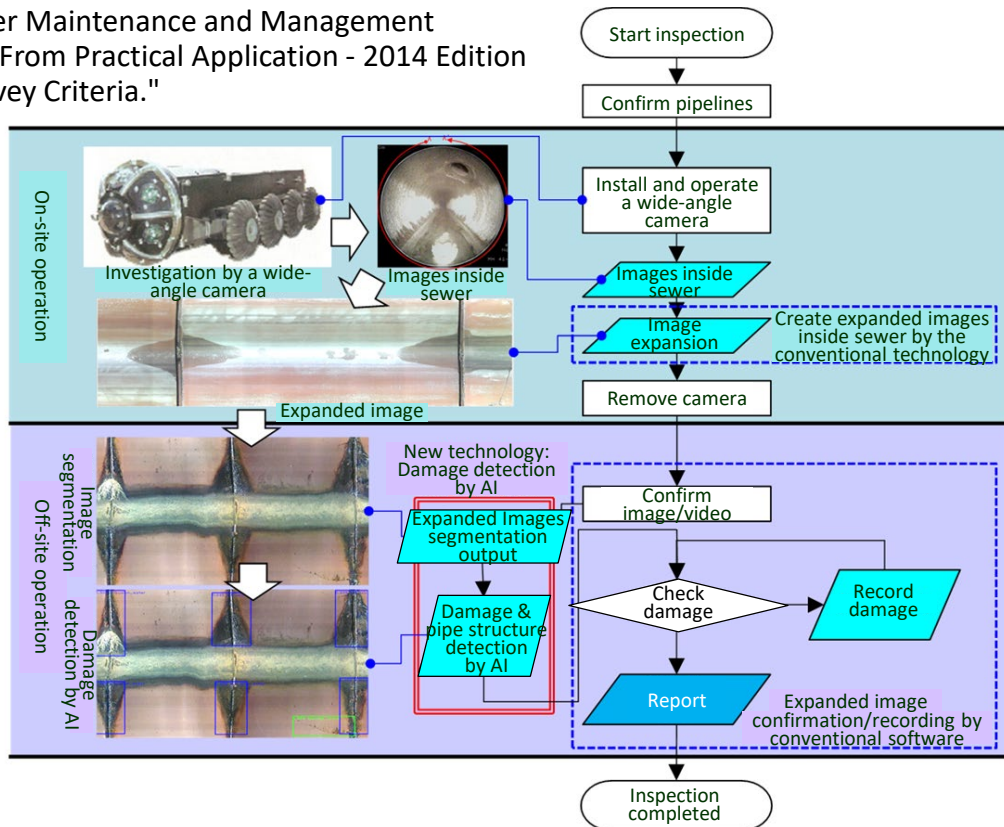 er Maintenance and Management
From Practical Application - 2014 Edition
vey Criteria."
Start inspection
Confirm pipelines
On-site operation
Investigation by a wide-
angle camera
Images inside
sewer
Install and operate
a wide-angle
camera
Images inside
sewer
Image
expansion
Create expanded images
inside sewer by the
conventional technology
Expanded image
Remove camera
Off-site operation
Image
segmentation
Damage
detection by AI
New technology:
Damage detection
by AI
Expanded Images
segmentation
output
Damage &
pipe structure
detection
by AI
Confirm
image/video
Check
damage
Record
damage
Report
Expanded image
confirmation/recording by
conventional software
Inspection
completed